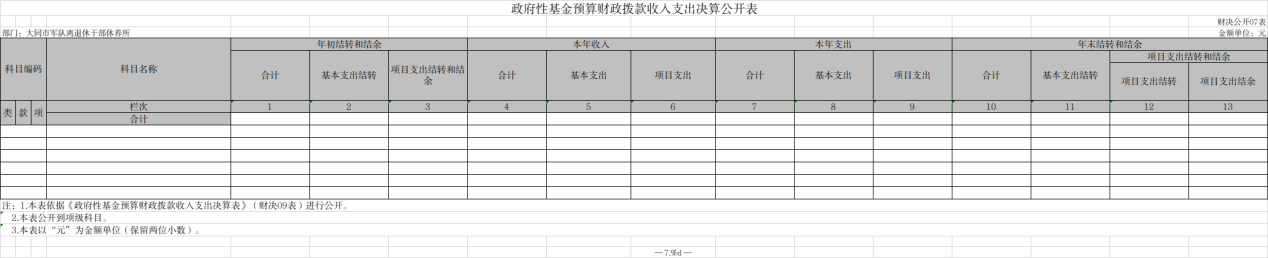 政府性基金预算财政拨款收入支出决算公开表
财决公开07表
部门：大同市军队离退休干部休养所 金额单位：元
科目编码 科目名称 年初结转和结余 本年收入 本年支出 年末结转和结余
合计 基本支出结转 项目支出结转和结余 合计 基本支出 项目支出 合计 基本支出 项目支出 合计 基本支出结转 项目支出结转和结余
项目支出结转 项目支出结余
类 款 项 栏次 1 2 3 4 5 6 7 8 9 10 11 12 13
合计
注：1.本表依据《政府性基金预算财政拨款收入支出决算表》（财决09表）进行公开。
2.本表公开到项级科目。
3.本表以“元”为金额单位（保留两位小数）。
— 7.%d —